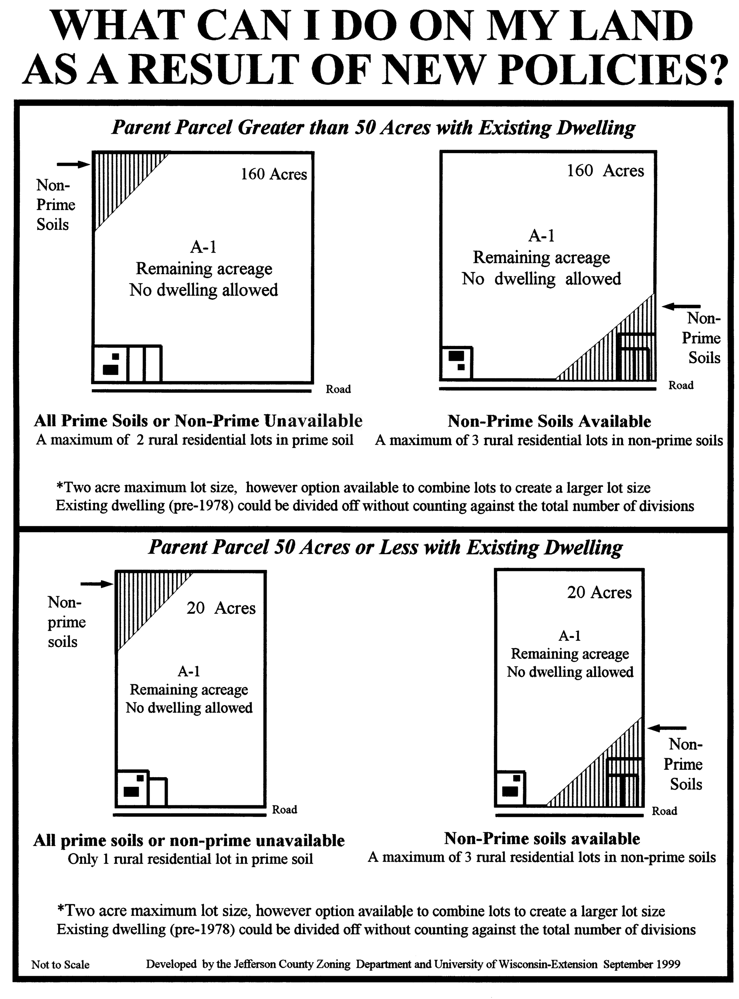 WHAT CAN I DO ON MY LAND
AS A RESULT OF NEW POLICIES?
Parent Parcel Greater than 50 Acres with Existing Dwelling
Non-
Prime
Soils
160 Acres
A-1
Remaining acreage
No dwelling allowed
Road
All Prime Soils or Non-Prime Unavailable
A maximum of 2 rural residential lots in prime soil
160 Acres
A-1
Remaining acreage
No dwelling allowed
Non-
Prime
Soils
Road
Non-Prime Soils Available
A maximum of 3 rural residential lots in non-prime soils
*Two acre maximum lot size, however option available to combine lots to create a larger lot size
Existing dwelling (pre-1978) could be divided off without counting against the total number of divisions
Parent Parcel 50 Acres or Less with Existing Dwelling
Non-
prime
soils
20 Acres
A-1
Remaining acreage
No dwelling allowed
Road
All prime soils or non-prime unavailable
Only 1 rural residential lot in prime soil
20 Acres
A-1
Remaining acreage
No dwelling allowed
Non-
Prime
Soils
Road
Non-Prime soils available
A maximum of 3 rural residential lots in non-prime soils
*Two acre maximum lot size, however option available to combine lots to create a larger lot size
Existing dwelling (pre-1978) could be divided off without counting against the total number of divisions
Not to Scale
Developed by the Jefferson County Zoning Department and University of Wisconsin-Extension September 1999